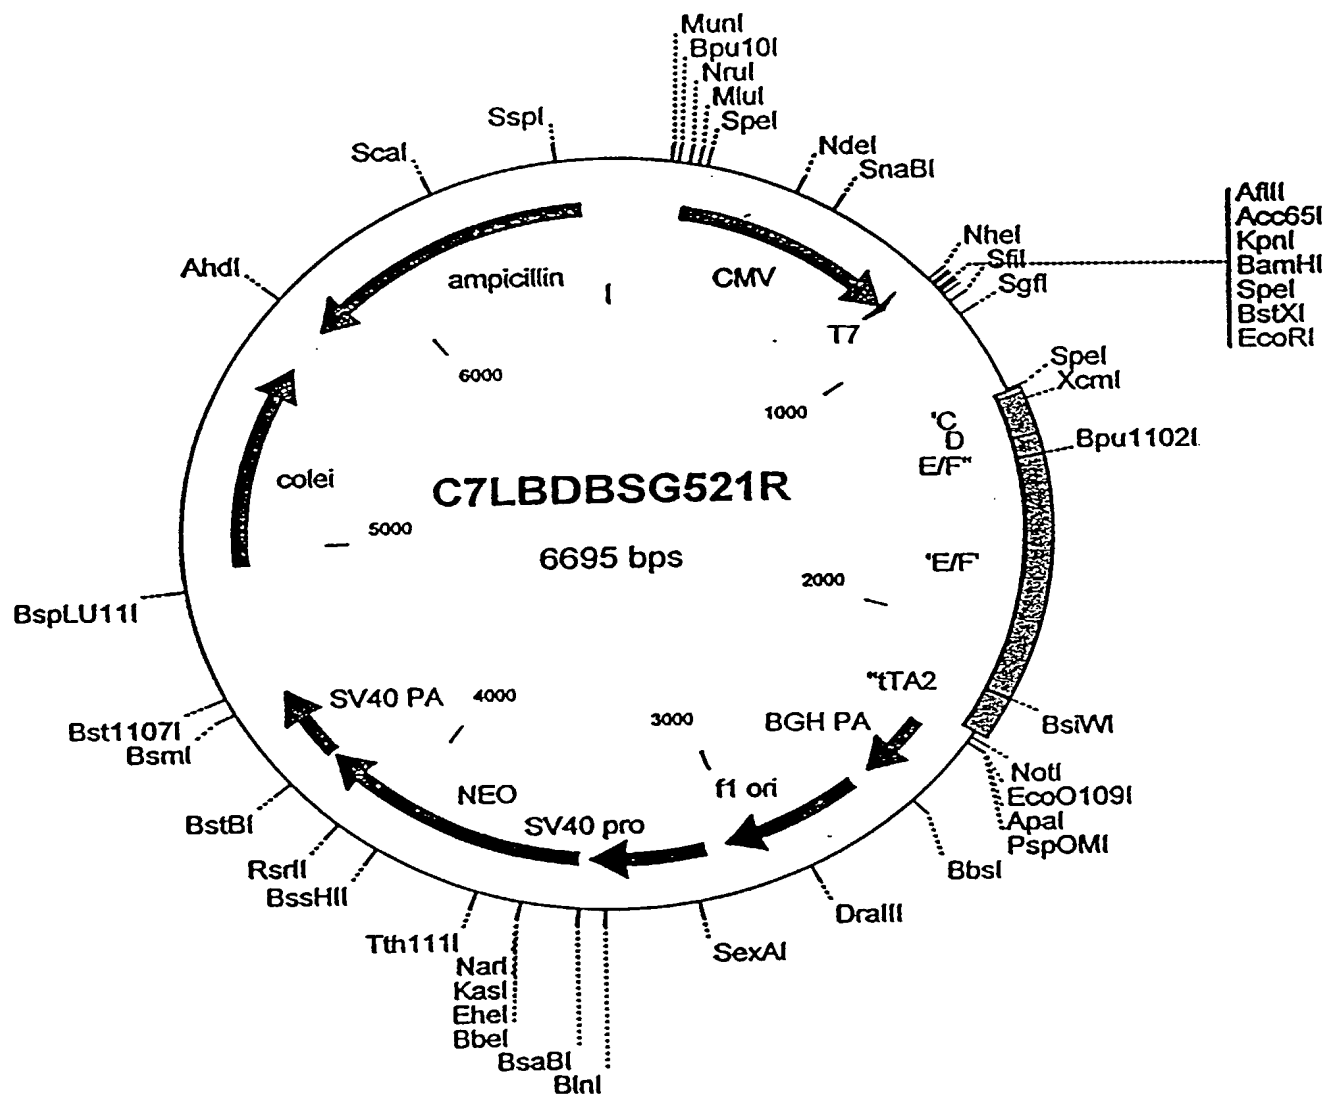 MunI
Bpu10I
NruI
MluI
SpeI
SspI
ScaI
NdeI
SnaBI
AflII
Acc65I
KpnI
BamHI
SpeI
BstXI
EcoRI
NheI
SfiI
SgfI
AhdI
ampicillin
CMV
T7
6000
1000
SpeI
XcmI
'C
D
E/F"
Bpu1102I
colei
C7LBDBSG521R
5000
6695 bps
'E/F'
2000
BspLU11I
"tTA2
SV40 PA
4000
3000
BGH PA
BsiWI
Bst1107I
BsmI
NotI
EcoO109I
ApaI
PspOMI
f1 ori
NEO
SV40 pro
BstBI
RsrII
BssHII
BbsI
DraIII
Tth111I
SexAI
NarI
KasI
EheI
BbeI
BsaBI
BlnI